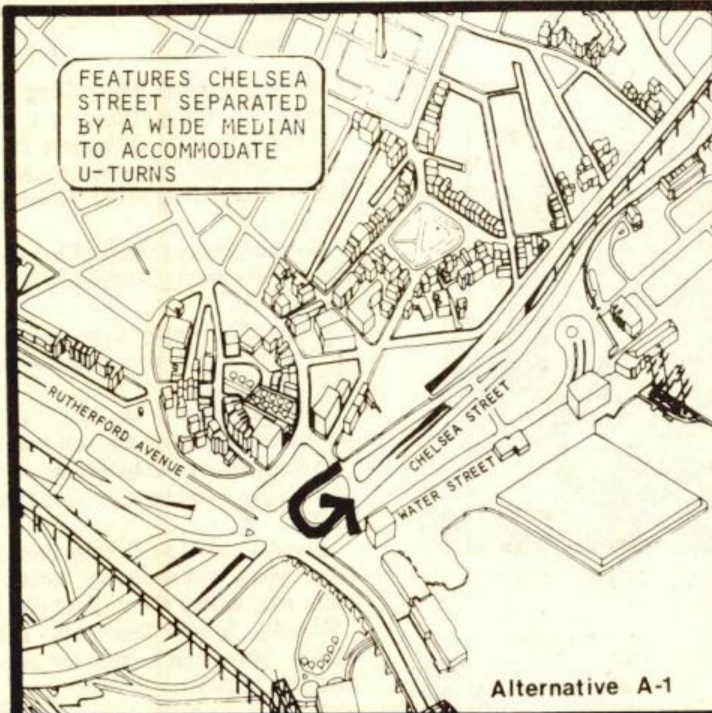 FEATURES CHELSEA
STREET SEPARATED
BY A WIDE MEDIAN
TO ACCOMMODATE
U-TURNS
RUTHERFORD AVENUE
CHELSEA STREET
WATER STREET
Alternative A-1